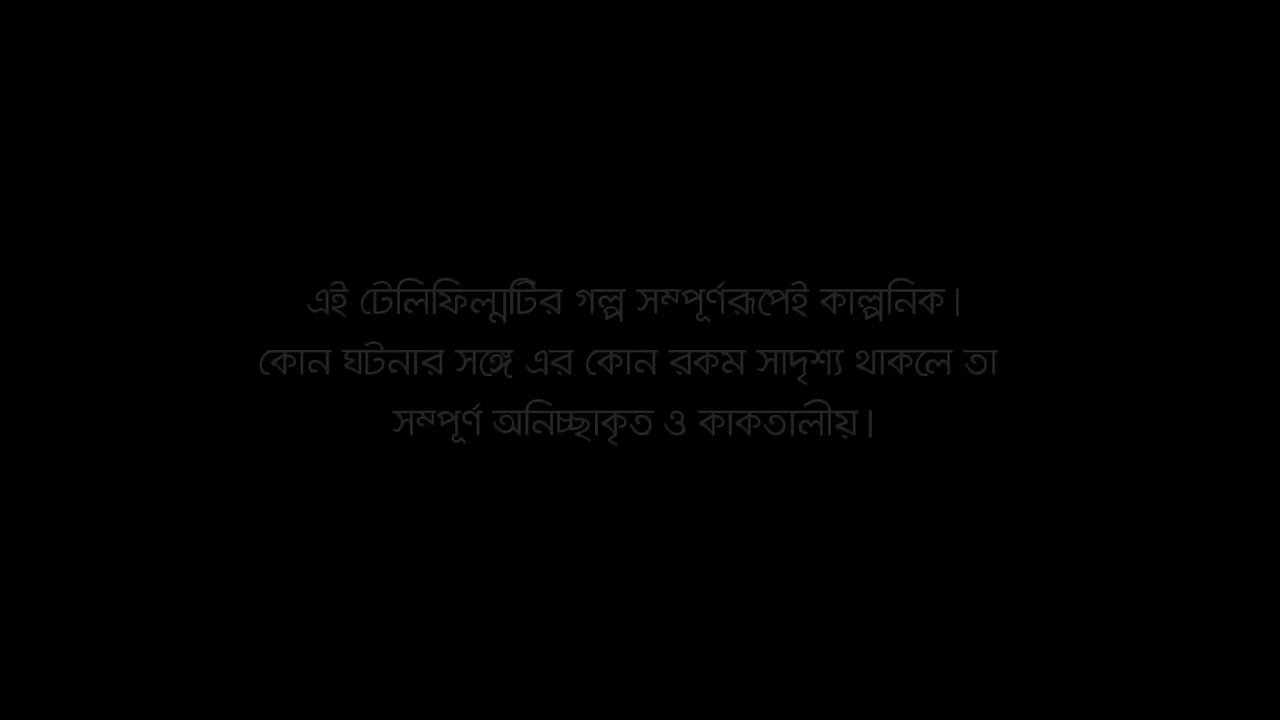 এই টেলিফিল্মটির গল্প সম্পূর্ণরূপেই কাল্পনিক।
কোন ঘটনার সঙ্গে এর কোন রকম সাদৃশ্য থাকলে তা
সম্পূর্ণ অনিচ্ছাকৃত ও কাকতালীয়।